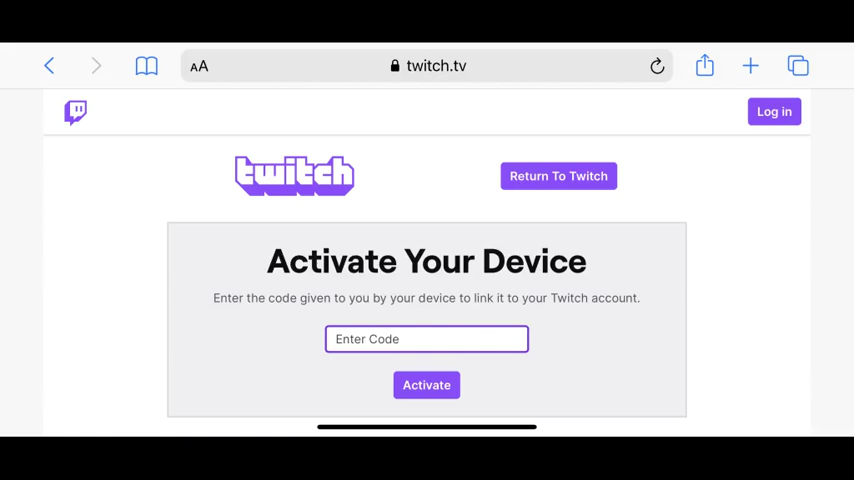 AA twitch.tv
Log in
twitch
Return To Twitch
Activate Your Device
Enter the code given to you by your device to link it to your Twitch account.
Enter Code
Activate